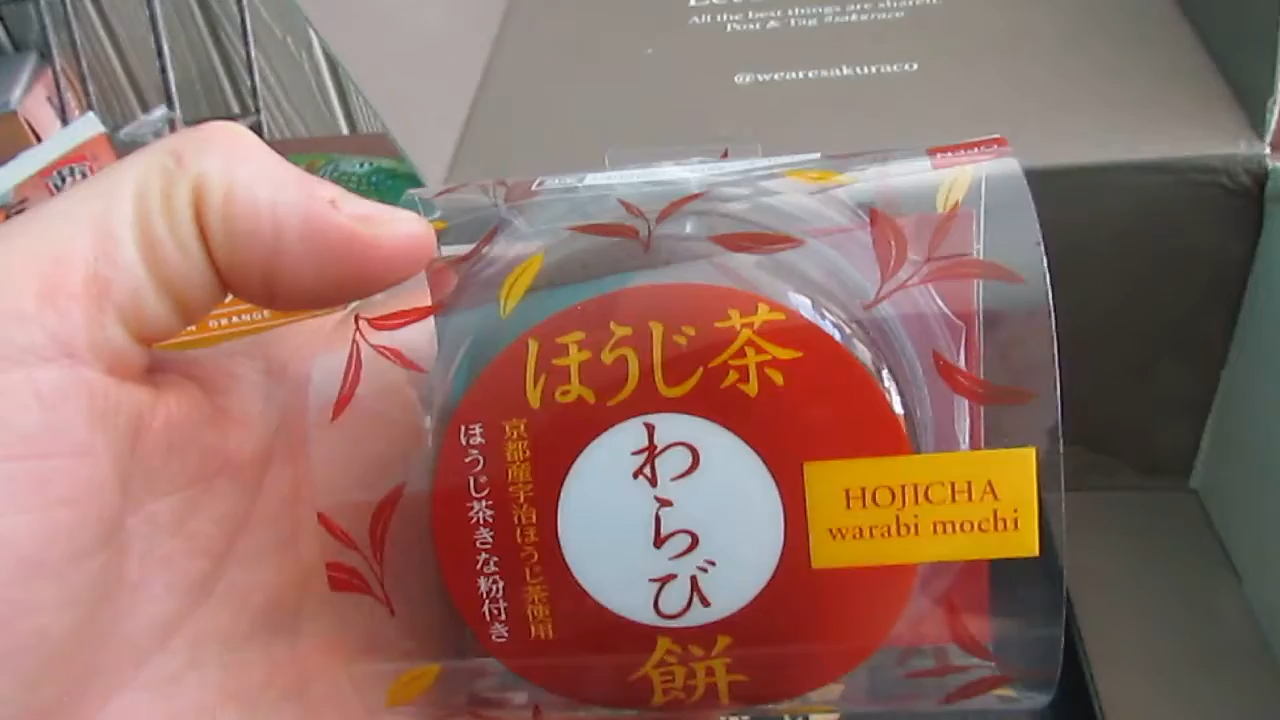 All the best things are shared.
Post & Tag #sakuraco
@wearesakuraco
OPEN
ORANGE
ほうじ茶
わらび
餅
京都産宇治ほうじ茶使用
ほうじ茶きな粉付き
HOJICHA
warabi mochi